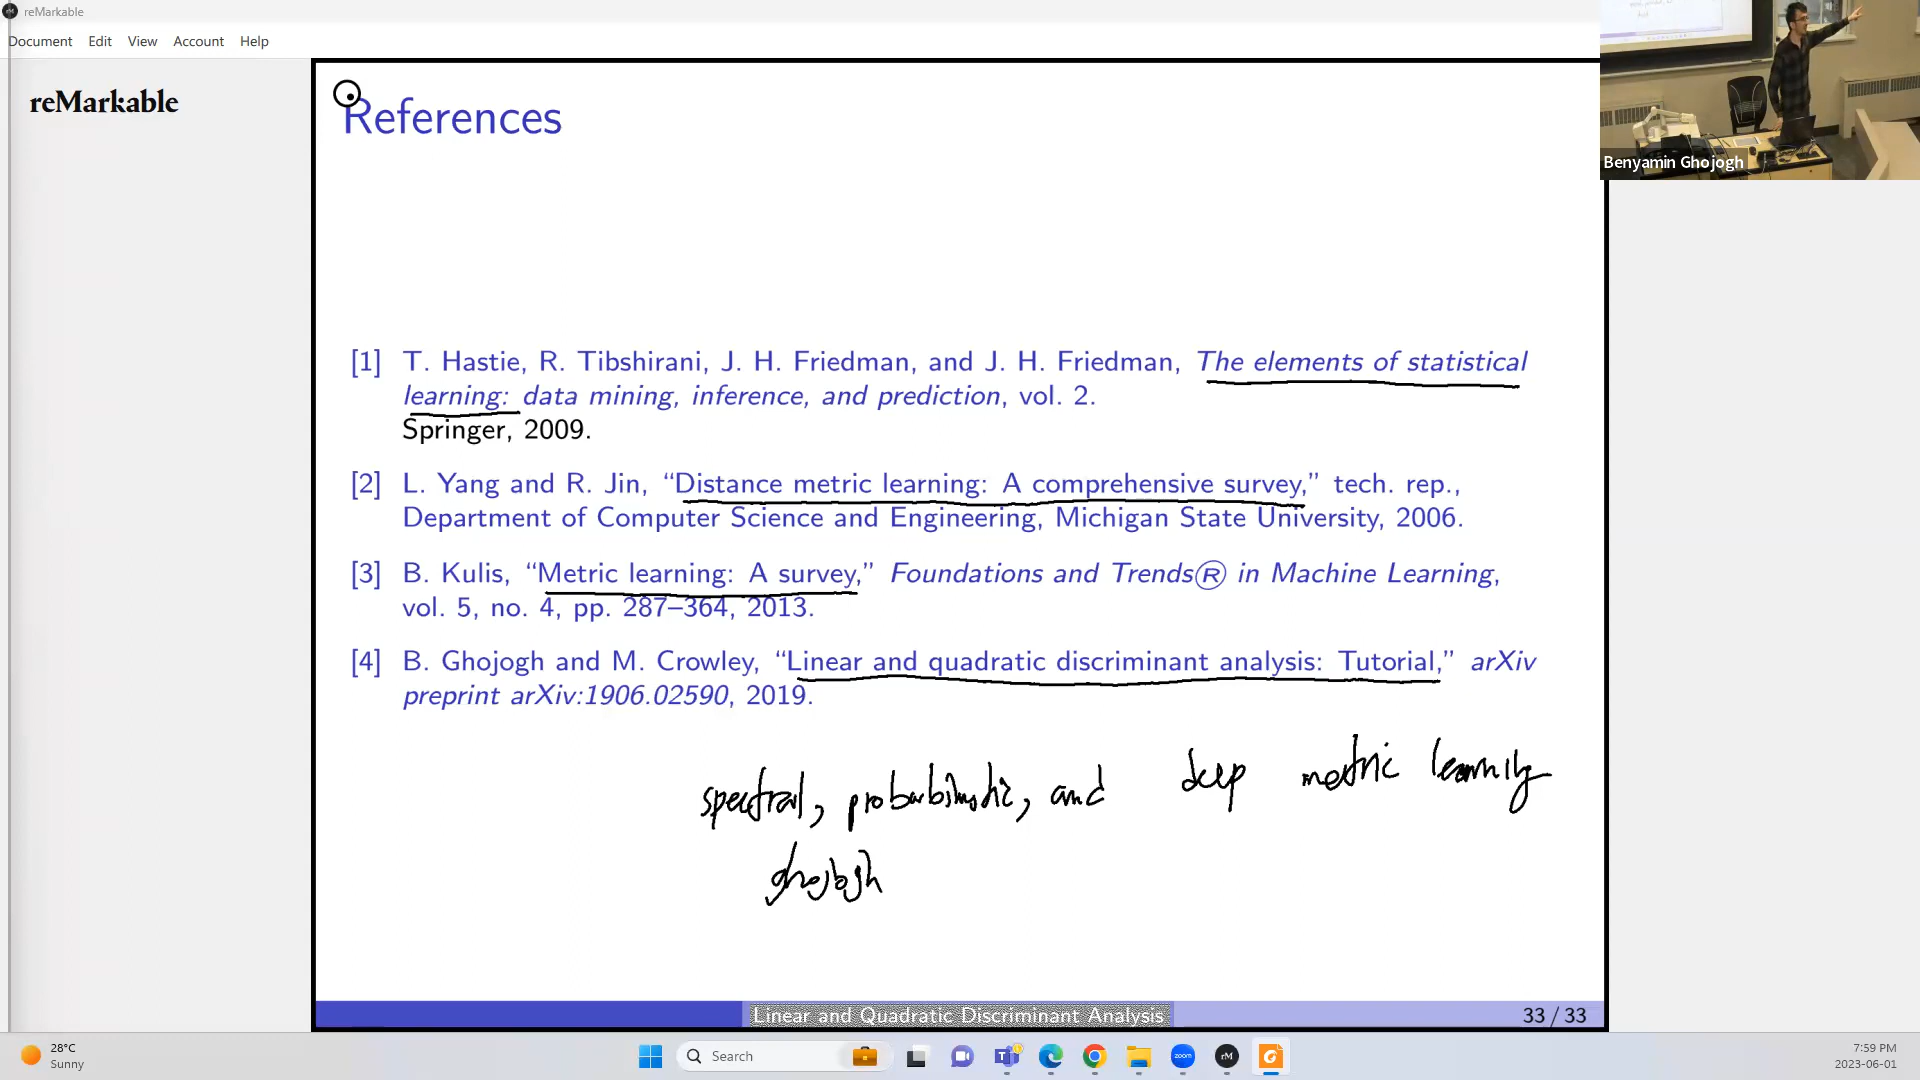 reMarkable
Document Edit View Account Help
reMarkable
References
[1] T. Hastie, R. Tibshirani, J. H. Friedman, and J. H. Friedman, The elements of statistical
learning: data mining, inference, and prediction, vol. 2.
Springer, 2009.
[2] L. Yang and R. Jin, “Distance metric learning: A comprehensive survey,” tech. rep.,
Department of Computer Science and Engineering, Michigan State University, 2006.
[3] B. Kulis, “Metric learning: A survey,” Foundations and Trends® in Machine Learning,
vol. 5, no. 4, pp. 287–364, 2013.
[4] B. Ghojogh and M. Crowley, “Linear and quadratic discriminant analysis: Tutorial,” arXiv
preprint arXiv:1906.02590, 2019.
spectral, probabilistic, and deep metric learning
ghojogh
Linear and Quadratic Discriminant Analysis 33 / 33
Benyamin Ghojogh
28°C
Sunny
Search
zoom
rM
7:59 PM
2023-06-01